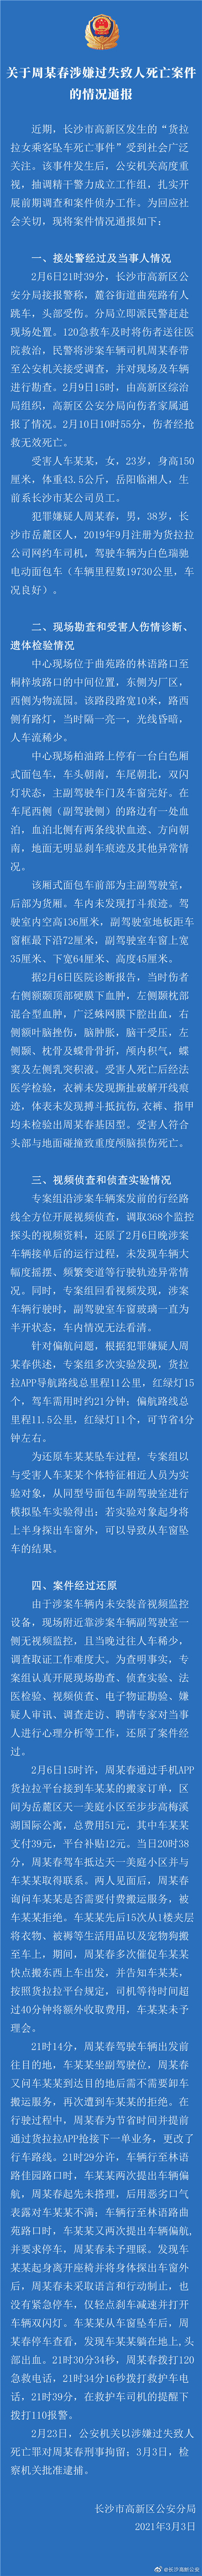 关于周某春涉嫌过失致人死亡案件
的情况通报
近期，长沙市高新区发生的“货拉
拉女乘客坠车死亡事件”受到社会广泛
关注。该事件发生后，公安机关高度重
视，抽调精干警力成立工作组，扎实开
展前期调查和案件侦办工作。为回应社
会关切，现将案件情况通报如下：
一、接处警经过及当事人情况
2月6日21时39分，长沙市高新区公
安分局接报警称，麓谷街道曲苑路有人
跳车，头部受伤。分局立即派民警赶赴
现场处置。120急救车及时将伤者送往医
院救治，民警将涉案车辆司机周某春带
至公安机关接受调查，并对现场及车辆
进行勘查。2月9日15时，由高新区综治
局组织，高新区公安分局向伤者家属通
报了情况。2月10日10时55分，伤者经抢
救无效死亡。
受害人车某某，女，23岁，身高150
厘米，体重43.5公斤，岳阳临湘人，生
前系长沙市某公司员工。
犯罪嫌疑人周某春，男，38岁，长
沙市岳麓区人，2019年9月注册为货拉拉
公司网约车司机，驾驶车辆为白色瑞驰
电动面包车（车辆里程数19730公里，车
况良好）。
二、现场勘查和受害人伤情诊断、
遗体检验情况
中心现场位于曲苑路的林语路口至
桐梓坡路口的中间位置，东侧为厂区，
西侧为物流园。该路段路宽10米，路西
侧有路灯，当时隔一亮一，光线昏暗，
人车流稀少。
中心现场柏油路上停有一台白色厢
式面包车，车头朝南，车尾朝北，双闪
灯状态，主副驾驶车门及车窗完好。在
车尾西侧（副驾驶侧）的路边有一处血
泊，血泊北侧有两条线状血迹、方向朝
南，地面无明显刹车痕迹及其他异常情
况。
该厢式面包车前部为主副驾驶室，
后部为货厢。车内未发现打斗痕迹。驾
驶室内空高136厘米，副驾驶室地板距车
窗框最下沿72厘米，副驾驶室车窗上宽
35厘米、下宽64厘米、高度45厘米。
据2月6日医院诊断报告，当时伤者
右侧额颞顶部硬膜下血肿，左侧颞枕部
混合型血肿，广泛蛛网膜下腔出血，右
侧额叶脑挫伤，脑肿胀，脑干受压，左
侧颞、枕骨及蝶骨骨折，颅内积气，蝶
窦及左侧乳突积液。受害人死亡后经法
医学检验，衣裤未发现撕扯破解开线痕
迹，体表未发现搏斗抵抗伤，衣裤、指甲
均未检验出周某春基因型。受害人符合
头部与地面碰撞致重度颅脑损伤死亡。
三、视频侦查和侦查实验情况
专案组沿涉案车辆案发前的行经路
线全方位开展视频侦查，调取368个监控
探头的视频资料，还原了2月6日晚涉案
车辆接单后的运行过程，未发现车辆大
幅度摇摆、频繁变道等行驶轨迹异常情
况。同时，专案组回看视频发现，涉案
车辆行驶时，副驾驶室车窗玻璃一直为
半开状态，车内情况无法看清。
针对偏航问题，根据犯罪嫌疑人周
某春供述，专案组多次实验发现，货拉
拉APP导航路线总里程11公里，红绿灯15
个，驾车需用时约21分钟；偏航路线总
里程11.5公里，红绿灯11个，可节省4分
钟左右。
为还原车某某坠车过程，专案组以
与受害人车某某个体特征相近人员为实
验对象，从同型号面包车副驾驶室进行
模拟坠车实验得出：若实验对象起身将
上半身探出车窗外，可以导致从车窗坠
车的结果。
四、案件经过还原
由于涉案车辆内未安装音视频监控
设备，现场附近靠涉案车辆副驾驶室一
侧无视频监控，且当晚过往人车稀少，
调查取证工作难度大。为查明事实，专
案组认真开展现场勘查、侦查实验、法
医检验、视频侦查、电子物证勘验、嫌疑
人审讯、调查走访、聘请专家对当事
人进行心理分析等工作，还原了案件经
过。
2月6日15时许，周某春通过手机APP
货拉拉平台接到车某某的搬家订单，区
间为岳麓区天一美庭小区至步步高梅溪
湖国际公寓，总费用51元，其中车某某
支付39元，平台补贴12元。当日20时38
分，周某春驾车抵达天一美庭小区并与
车某某取得联系。两人见面后，周某春
询问车某某是否需要付费搬运服务，被
车某某拒绝。车某某先后15次从1楼夹层
将衣物、被褥等生活用品以及宠物狗搬
至车上，期间，周某春多次催促车某某
快点搬东西上车出发，并告知车某某，
按照货拉拉平台规定，司机等待时间超
过40分钟将额外收取费用，车某某未予
理会。
21时14分，周某春驾驶车辆出发前
往目的地，车某某坐副驾驶位，周某春
又问车某某到达目的地后需不需要卸车
搬运服务，再次遭到车某某的拒绝。在
行驶过程中，周某春为节省时间并提前
通过货拉拉APP抢接下一单业务，更改了
行车路线。21时29分许，车辆行至林语
路佳园路口时，车某某两次提出车辆偏
航，周某春起先未搭理，后用恶劣口气
表露对车某某不满；车辆行至林语路曲
苑路口时，车某某又两次提出车辆偏航，
并要求停车，周某春未予理睬。发现车
某某起身离开座椅并将身体探出车窗外
后，周某春未采取语言和行动制止，也
没有紧急停车，仅轻点刹车减速并打开
车辆双闪灯。车某某从车窗坠车后，周
某春停车查看，发现车某某躺在地上，头
部出血。21时30分34秒，周某春拨打120
急救电话，21时34分16秒拨打救护车电
话，21时39分，在救护车司机的提醒下
拨打110报警。
2月23日，公安机关以涉嫌过失致人
死亡罪对周某春刑事拘留；3月3日，检
察机关批准逮捕。
长沙市高新区公安分局
2021年3月3日
@长沙高新公安